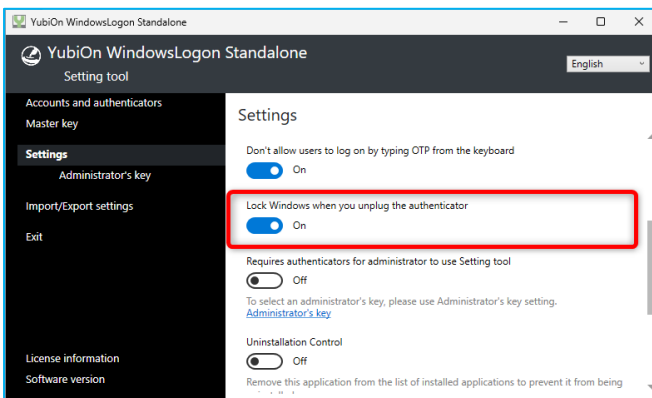 YubiOn WindowsLogon Standalone
YubiOn WindowsLogon Standalone
Setting tool
English
Accounts and authenticators
Master key
Settings
Administrator's key
Import/Export settings
Exit
License information
Software version
Settings
Don't allow users to log on by typing OTP from the keyboard
On
Lock Windows when you unplug the authenticator
On
Requires authenticators for administrator to use Setting tool
Off
To select an administrator's key, please use Administrator's key setting.
Administrator's key
Uninstallation Control
Off
Remove this application from the list of installed applications to prevent it from being